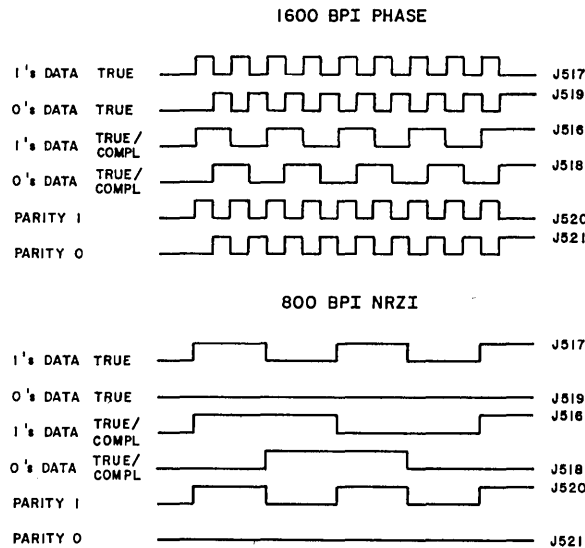 1600 BPI PHASE
1's DATA TRUE J517
0's DATA TRUE J519
1's DATA TRUE/COMPL J516
0's DATA TRUE/COMPL J518
PARITY 1 J520
PARITY 0 J521
800 BPI NRZI
1's DATA TRUE J517
0's DATA TRUE J519
1's DATA TRUE/COMPL J516
0's DATA TRUE/COMPL J518
PARITY 1 J520
PARITY 0 J521